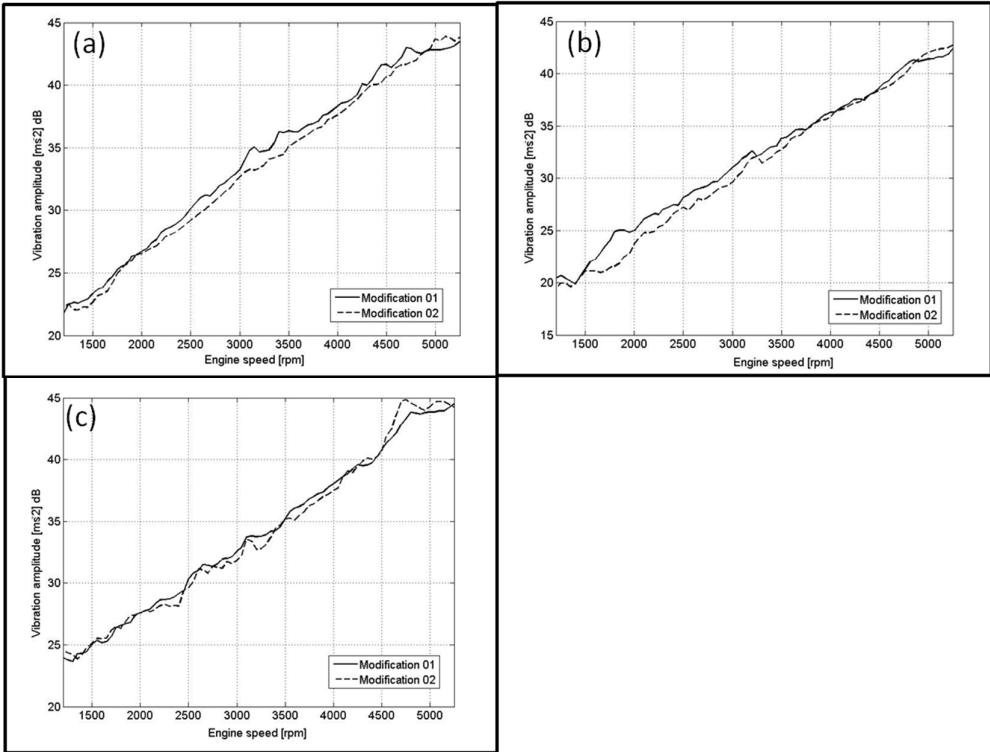 (a)
45
40
35
30
25
20
Vibration amplitude [ms2] dB
1500 2000 2500 3000 3500 4000 4500 5000
Engine speed [rpm]
Modification 01
Modification 02
(b)
45
40
35
30
25
20
15
Vibration amplitude [ms2] dB
1500 2000 2500 3000 3500 4000 4500 5000
Engine speed [rpm]
Modification 01
Modification 02
(c)
45
40
35
30
25
20
Vibration amplitude [ms2] dB
1500 2000 2500 3000 3500 4000 4500 5000
Engine speed [rpm]
Modification 01
Modification 02